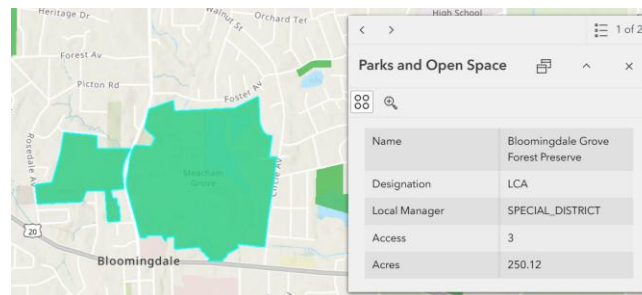 Heritage Dr
Walnut St
Orchard Ter
High School
Forest Av
Picton Rd
Foster Av
Rosedale Av
Meacham
Grove
Circle Av
20
Bloomingdale
1 of 2
Parks and Open Space
Name Bloomingdale Grove
Forest Preserve
Designation LCA
Local Manager SPECIAL_DISTRICT
Access 3
Acres 250.12